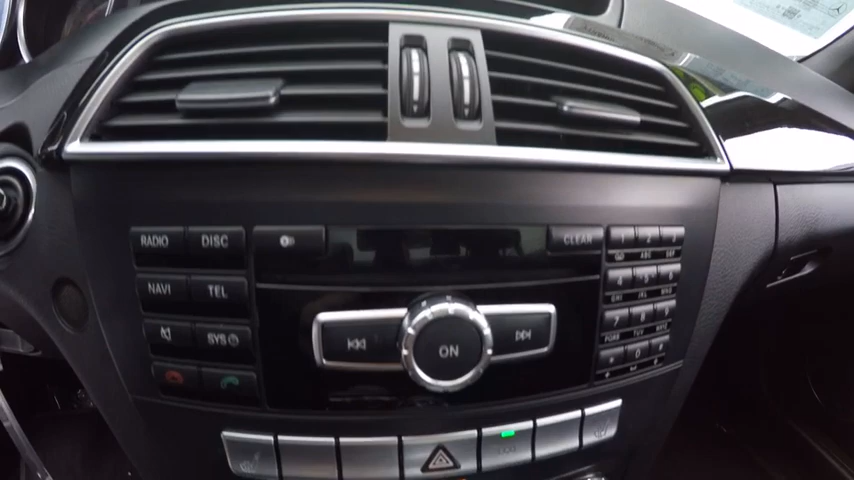 RADIO DISC CLEAR 1 2 3
ABC DEF
NAVI TEL 4 5 6
GHI JKL MNO
SYS 7 8 9
ON PQRS TUV WXYZ
* 0 #